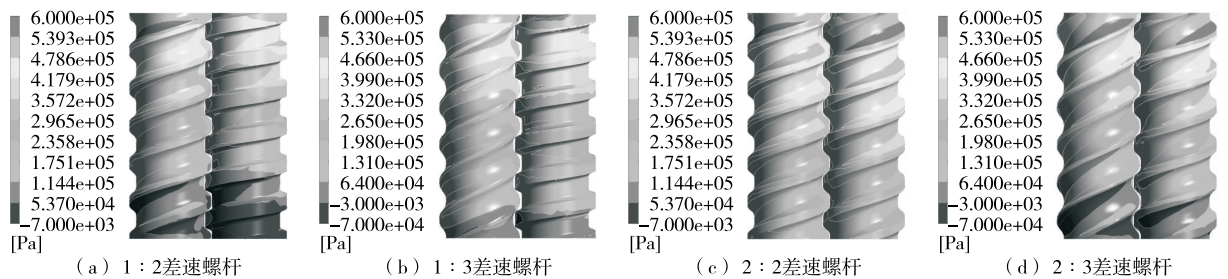 6.000e+05
5.393e+05
4.786e+05
4.179e+05
3.572e+05
2.965e+05
2.358e+05
1.751e+05
1.144e+05
5.370e+04
−7.000e+03
[Pa]
（a）1∶2差速螺杆
6.000e+05
5.330e+05
4.660e+05
3.990e+05
3.320e+05
2.650e+05
1.980e+05
1.310e+05
6.400e+04
−3.000e+03
−7.000e+04
[Pa]
（b）1∶3差速螺杆
6.000e+05
5.393e+05
4.786e+05
4.179e+05
3.572e+05
2.965e+05
2.358e+05
1.751e+05
1.144e+05
5.370e+04
−7.000e+03
[Pa]
（c）2∶2差速螺杆
6.000e+05
5.330e+05
4.660e+05
3.990e+05
3.320e+05
2.650e+05
1.980e+05
1.310e+05
6.400e+04
−3.000e+03
−7.000e+04
[Pa]
（d）2∶3差速螺杆